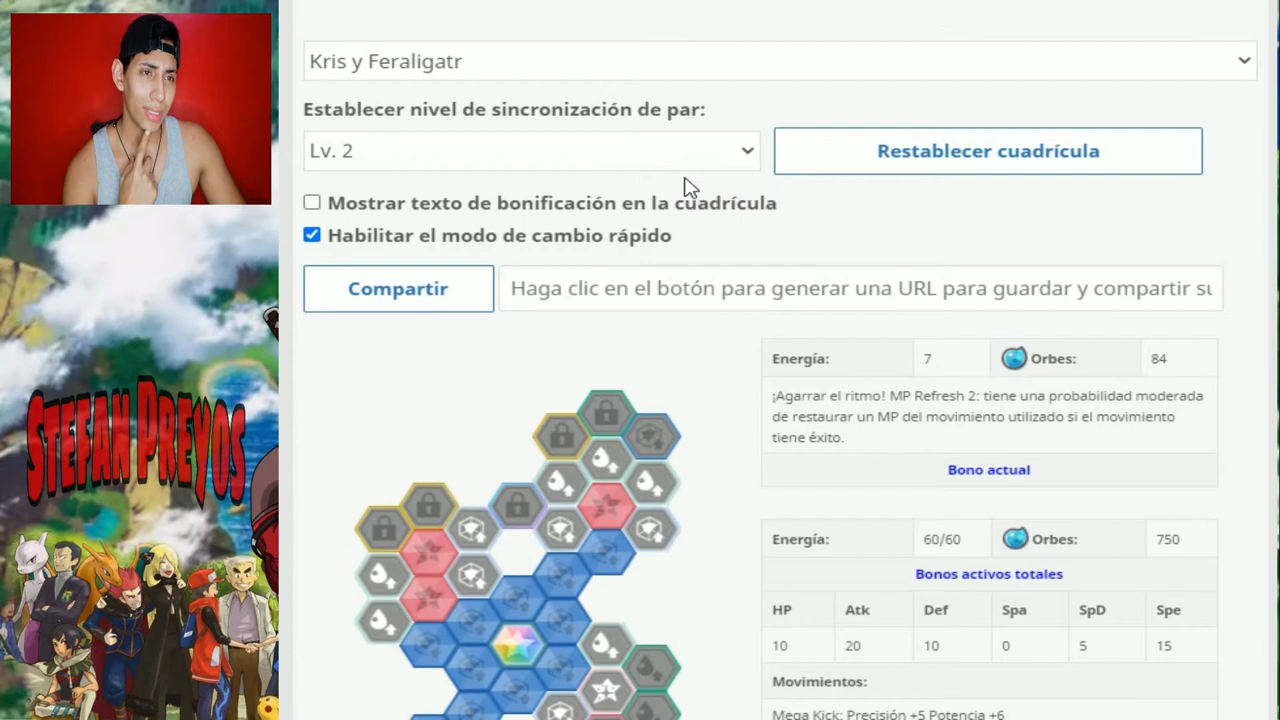 Kris y Feraligatr
Establecer nivel de sincronización de par:
Lv. 2
Restablecer cuadrícula
Mostrar texto de bonificación en la cuadrícula
Habilitar el modo de cambio rápido
Compartir
Haga clic en el botón para generar una URL para guardar y compartir su
Energía: 7 Orbes: 84
¡Agarrar el ritmo! MP Refresh 2: tiene una probabilidad moderada
de restaurar un MP del movimiento utilizado si el movimiento
tiene éxito.
Bono actual
Energía: 60/60 Orbes: 750
Bonos activos totales
HP Atk Def Spa SpD Spe
10 20 10 0 5 15
Movimientos:
Mega Kick: Precisión +5 Potencia +6
STEFAN PREYOS